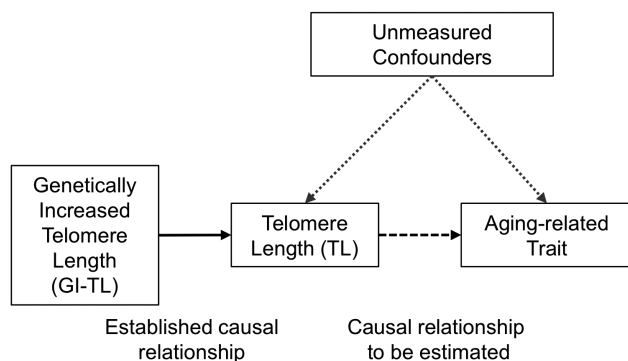 Unmeasured
Confounders
Genetically
Increased
Telomere
Length
(GI-TL)
Telomere
Length (TL)
Aging-related
Trait
Established causal
relationship
Causal relationship
to be estimated